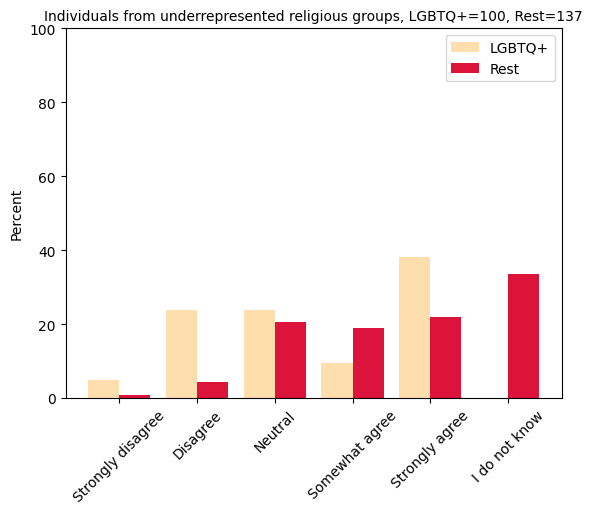 Individuals from underrepresented religious groups, LGBTQ+=100, Rest=137
LGBTQ+
Rest
Percent
100
80
60
40
20
0
Strongly disagree
Disagree
Neutral
Somewhat agree
Strongly agree
I do not know